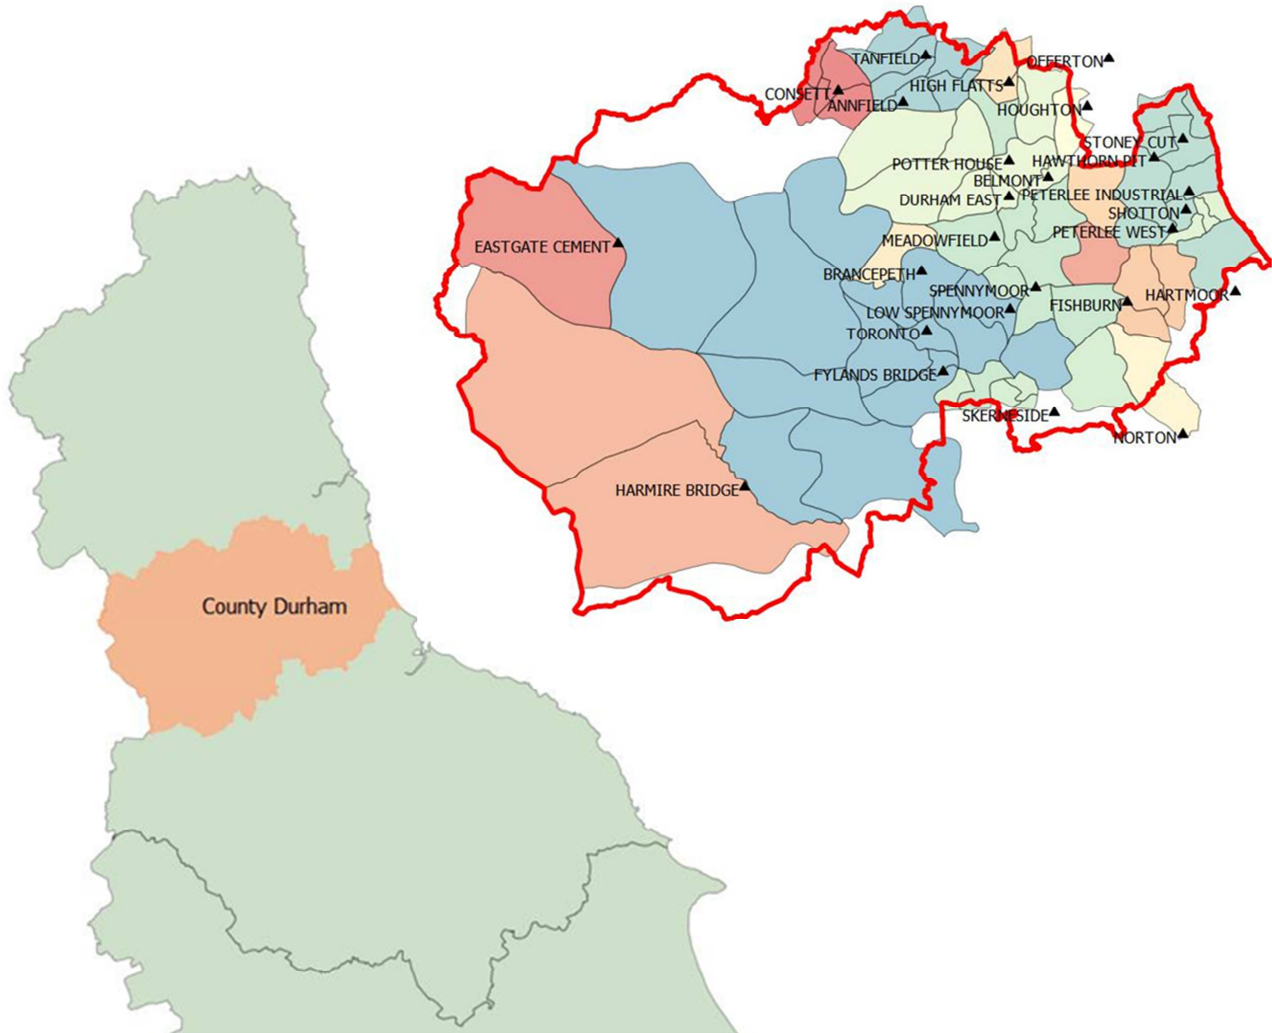 TANFIELD
OFFERTON
CONSETT
HIGH FLATTS
ANNFIELD
HOUGHTON
STONEY CUT
POTTER HOUSE
HAWTHORN PIT
BELMONT
DURHAM EAST
PETERLEE INDUSTRIAL
SHOTTON
PETERLEE WEST
MEADOWFIELD
EASTGATE CEMENT
BRANCEPETH
SPENNYMOOR
HARTMOOR
LOW SPENNYMOOR
FISHBURN
TORONTO
FYLANDS BRIDGE
SKERNESIDE
NORTON
HARMIRE BRIDGE
County Durham